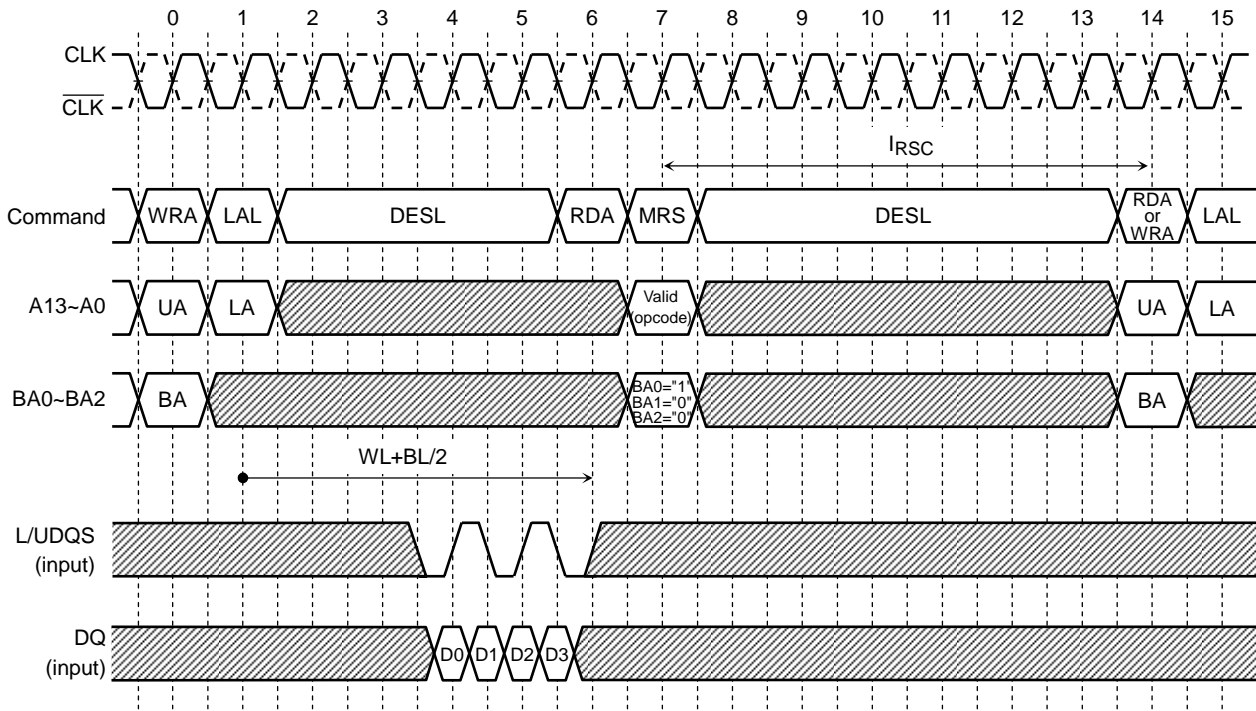 0 1 2 3 4 5 6 7 8 9 10 11 12 13 14 15
CLK
CLK
IRSC
Command
WRA LAL DESL RDA MRS DESL RDA or WRA LAL
A13~A0
UA LA Valid (opcode) UA LA
BA0~BA2
BA BA0="1" BA1="0" BA2="0" BA
WL+BL/2
L/UDQS
(input)
DQ
(input)
D0 D1 D2 D3